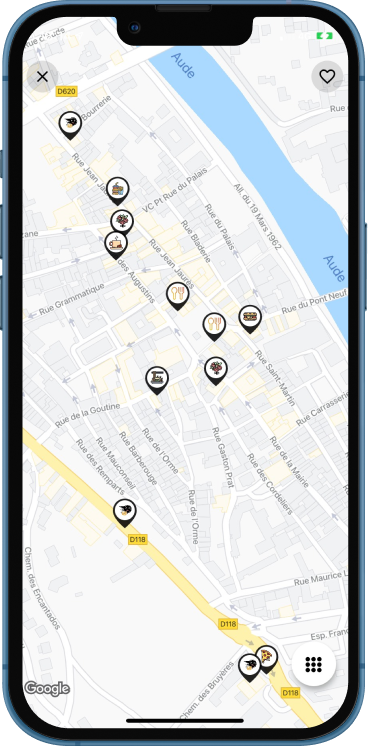 Aude
D620
Bourrerie
Rue
Rue Jean Jaurès
VC Pt Rue du Palais
All. du 19 Mars 1962
Rue du Palais
Rue Bladerie
Rue Jean Jaurès
des Augustins
Aude
Rue Grammatique
Rue du Pont Neuf
Rue Saint-Martin
Rue Carrasserie
Rue de la Goutine
Rue de l'Orme
Rue Barberouge
Rue Mauconseil
Rue des Remparts
Rue Gaston Prat
Rue de la Mairie
Rue des Cordeliers
Rue de l'Orme
D118
Chem. des Encantados
Rue Maurice L
D118
Esp. Franc
Chem. des Bruyères
D118
Google